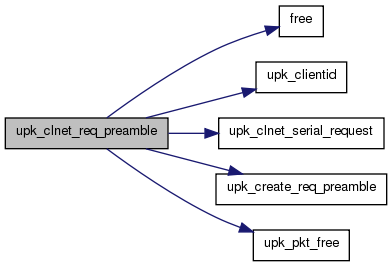 free
upk_clientid
upk_clnet_req_preamble
upk_clnet_serial_request
upk_create_req_preamble
upk_pkt_free